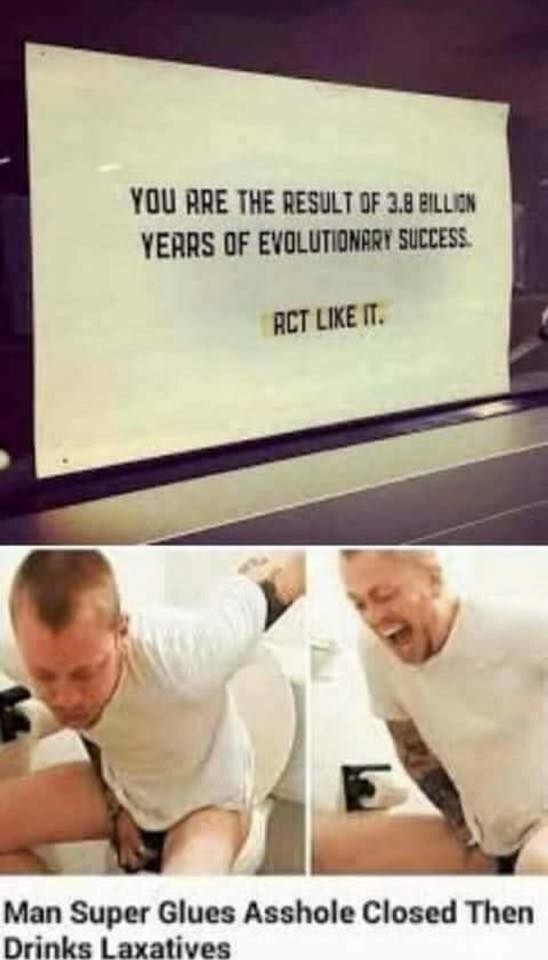 YOU ARE THE RESULT OF 3.8 BILLION
YEARS OF EVOLUTIONARY SUCCESS.
ACT LIKE IT.
Man Super Glues Asshole Closed Then
Drinks Laxatives